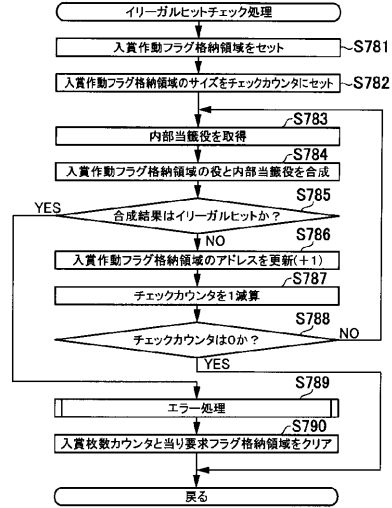 イリーガルヒットチェック処理
入賞作動フラグ格納領域をセット
S781
入賞作動フラグ格納領域のサイズをチェックカウンタにセット
S782
S783
内部当籤役を取得
S784
入賞作動フラグ格納領域の役と内部当籤役を合成
S785
YES
合成結果はイリーガルヒットか?
NO
S786
入賞作動フラグ格納領域のアドレスを更新(+1)
S787
チェックカウンタを1減算
S788
チェックカウンタは0か?
NO
YES
S789
エラー処理
S790
入賞枚数カウンタと当り要求フラグ格納領域をクリア
戻る